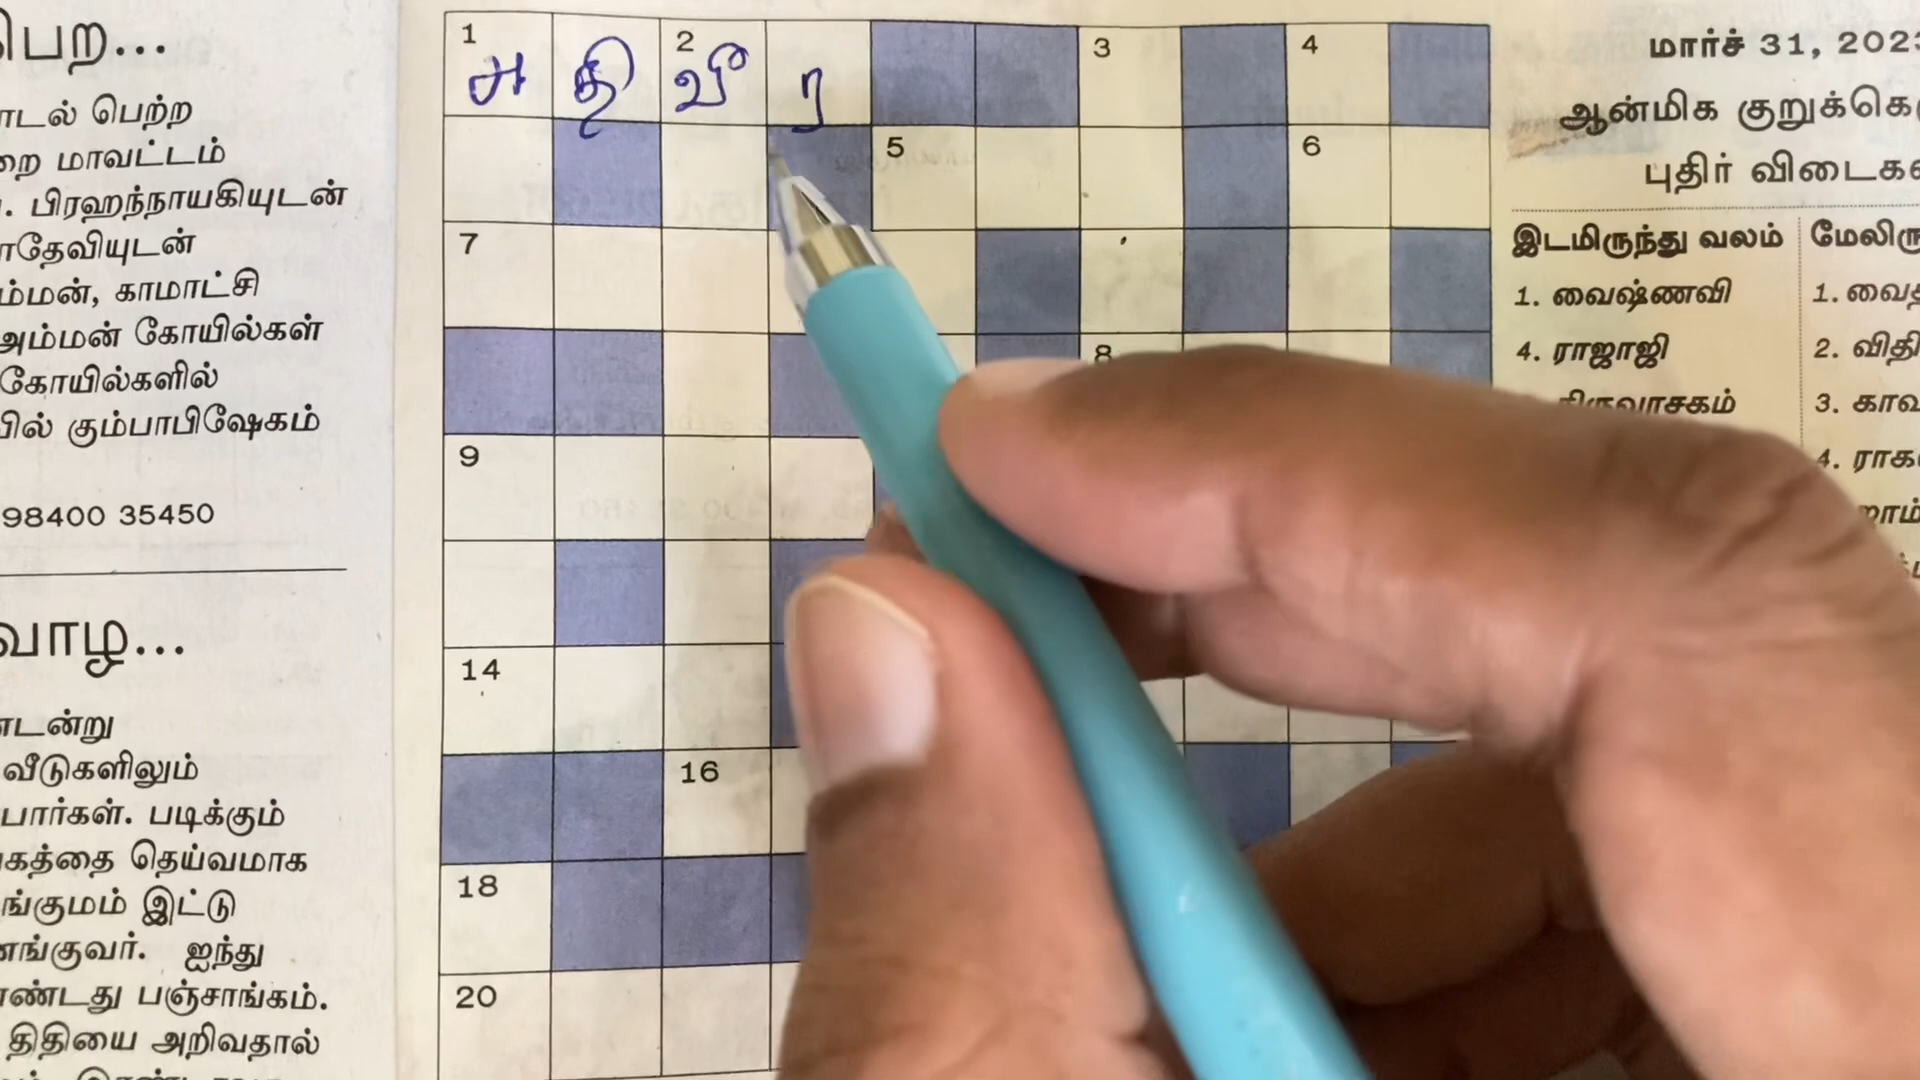 பெற...
ாடல் பெற்ற
றை மாவட்டம்
. பிரஹந்நாயகியுடன்
ாதேவியுடன்
ம்மன், காமாட்சி
அம்மன் கோயில்கள்
கோயில்களில்
பில் கும்பாபிஷேகம்
98400 35450
வாழ...
ண்டன்று
வீடுகளிலும்
பார்கள். படிக்கும்
கத்தை தெய்வமாக
ங்குமம் இட்டு
ணங்குவர். ஐந்து
ாண்டது பஞ்சாங்கம்.
திதியை அறிவதால்
1 2 3 4
அ தி வீ ர
5 6
7
8
9
14
16
18
20
மார்ச் 31, 202
ஆன்மிக குறுக்கெ
புதிர் விடைக
இடமிருந்து வலம்
1. வைஷ்ணவி
4. ராஜாஜி
மேலிரு
1. வை
2. விதி
3. காவ
4. ராக